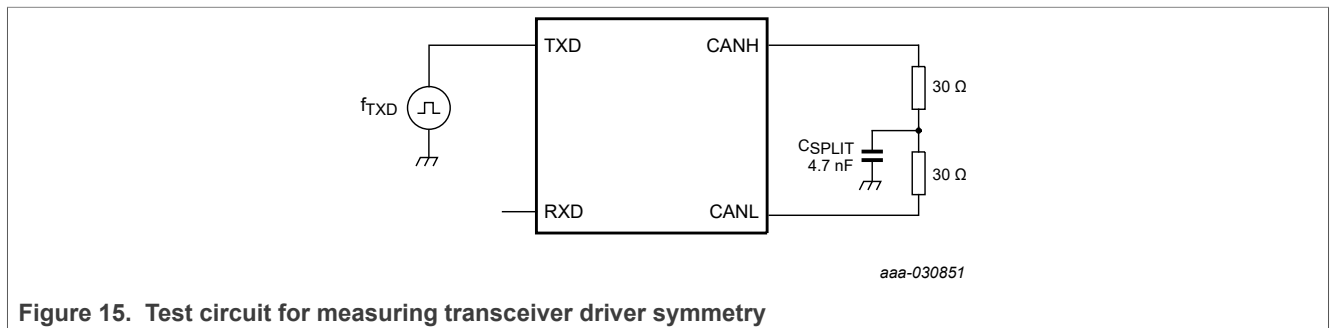 TXD
CANH
30 Ω
fTXD
CSPLIT
4.7 nF
30 Ω
RXD
CANL
aaa-030851
Figure 15. Test circuit for measuring transceiver driver symmetry